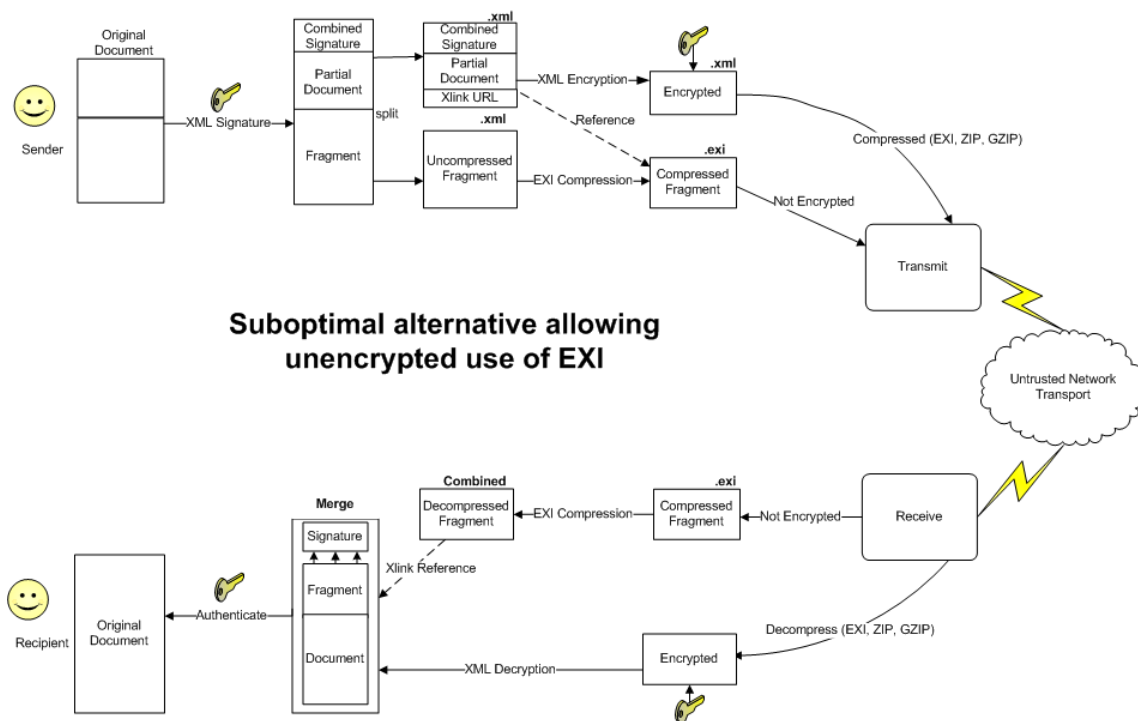 Original
Document
Sender
XML Signature
Combined
Signature
Partial
Document
Fragment
split
.xml
Combined
Signature
Partial
Document
Xlink URL
.xml
Uncompressed
Fragment
XML Encryption
Reference
EXI Compression
.xml
Encrypted
.exi
Compressed
Fragment
Compressed (EXI, ZIP, GZIP)
Not Encrypted
Transmit
Suboptimal alternative allowing
unencrypted use of EXI
Untrusted Network
Transport
Receive
Not Encrypted
.exi
Compressed
Fragment
EXI Compression
Combined
Decompressed
Fragment
Xlink Reference
Decompress (EXI, ZIP, GZIP)
Encrypted
XML Decryption
Merge
Signature
Fragment
Document
Authenticate
Original
Document
Recipient